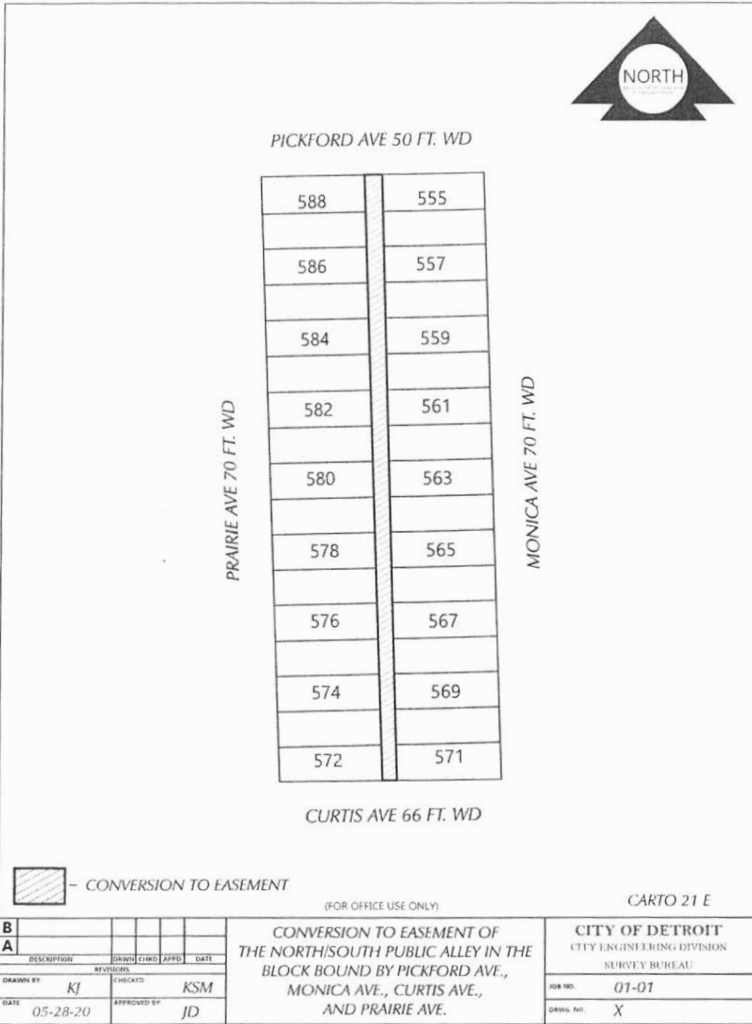 NORTH
PICKFORD AVE 50 FT. WD
588 555
586 557
584 559
582 561
580 563
578 565
576 567
574 569
572 571
PRAIRIE AVE 70 FT. WD
MONICA AVE 70 FT. WD
CURTIS AVE 66 FT. WD
- CONVERSION TO EASEMENT
(FOR OFFICE USE ONLY)
CARTO 21 E
B
A
DESCRIPTION DRWN CHKD APPD DATE
REVISIONS
DRAWN BY KJ
CHECKED KSM
DATE 05-28-20
APPROVED BY JD
CONVERSION TO EASEMENT OF
THE NORTH/SOUTH PUBLIC ALLEY IN THE
BLOCK BOUND BY PICKFORD AVE.,
MONICA AVE., CURTIS AVE.,
AND PRAIRIE AVE.
CITY OF DETROIT
CITY ENGINEERING DIVISION
SURVEY BUREAU
JOB NO. 01-01
DRWG. NO. X